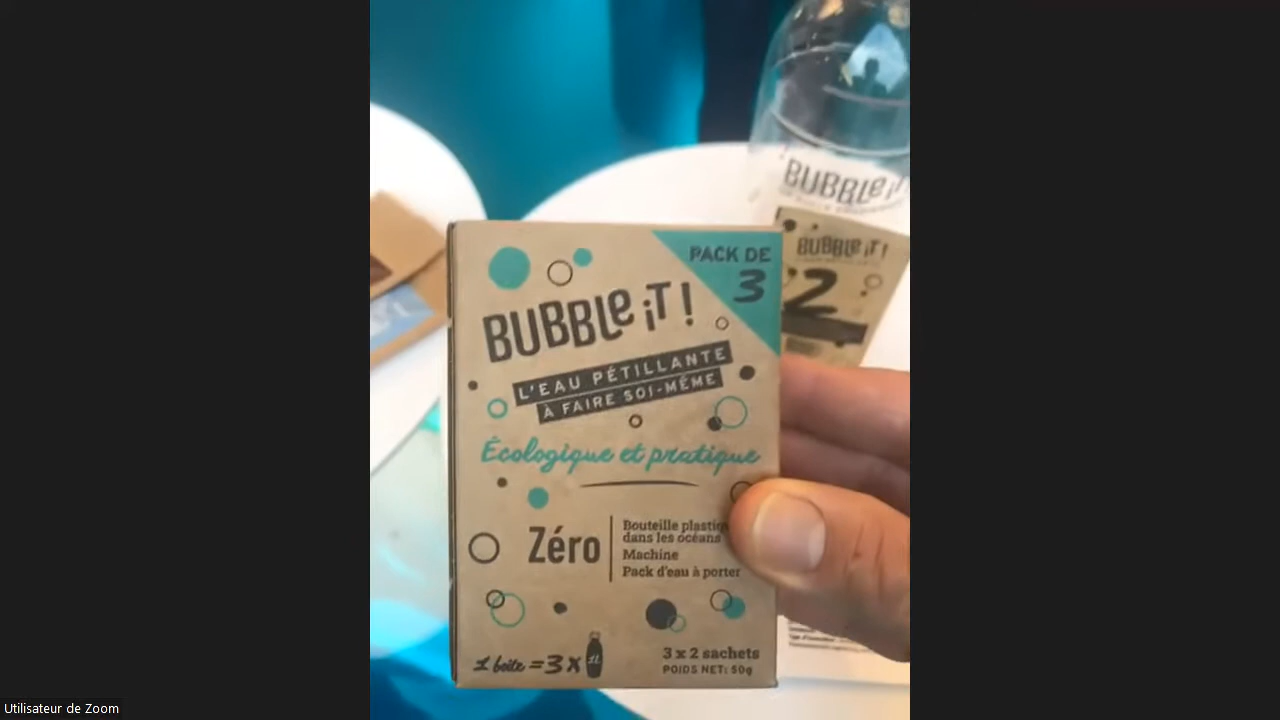 PACK DE
3
BUBBLE iT !
L'EAU PÉTILLANTE
À FAIRE SOI-MÊME
Écologique et pratique
Zéro
Bouteille
dans les océans
Machine
Pack d'eau à porter
1 boîte = 3 x 1L
3 x 2 sachets
POIDS NET: 50g
BUBBLE iT
BUBBLE iT !
2
Utilisateur de Zoom